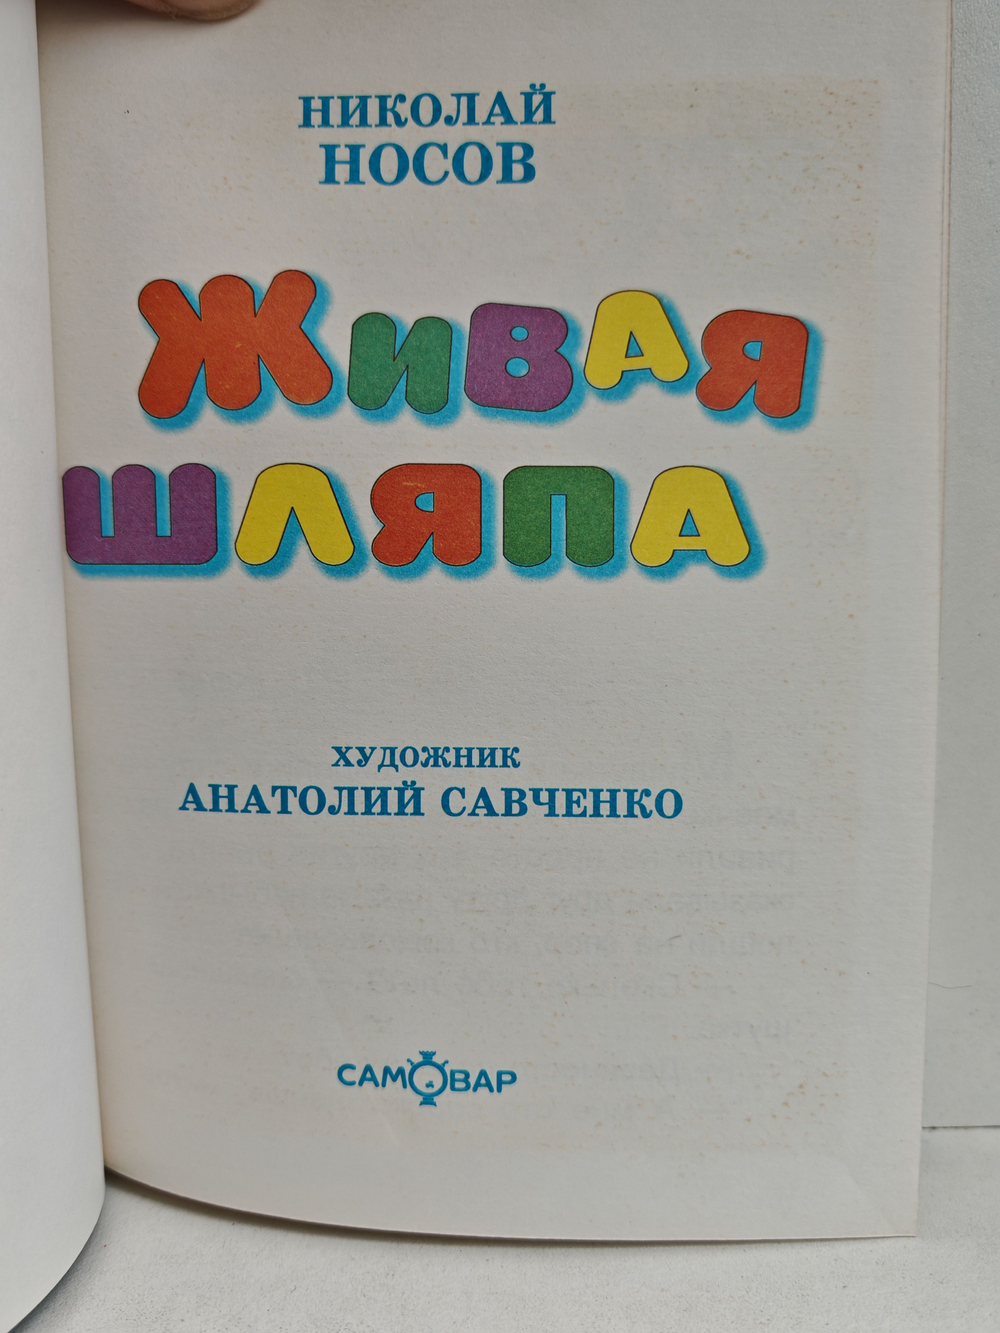 НИКОЛАЙ
НОСОВ
ЖИВАЯ
ШЛЯПА
ХУДОЖНИК
АНАТОЛИЙ САВЧЕНКО
САМОВАР